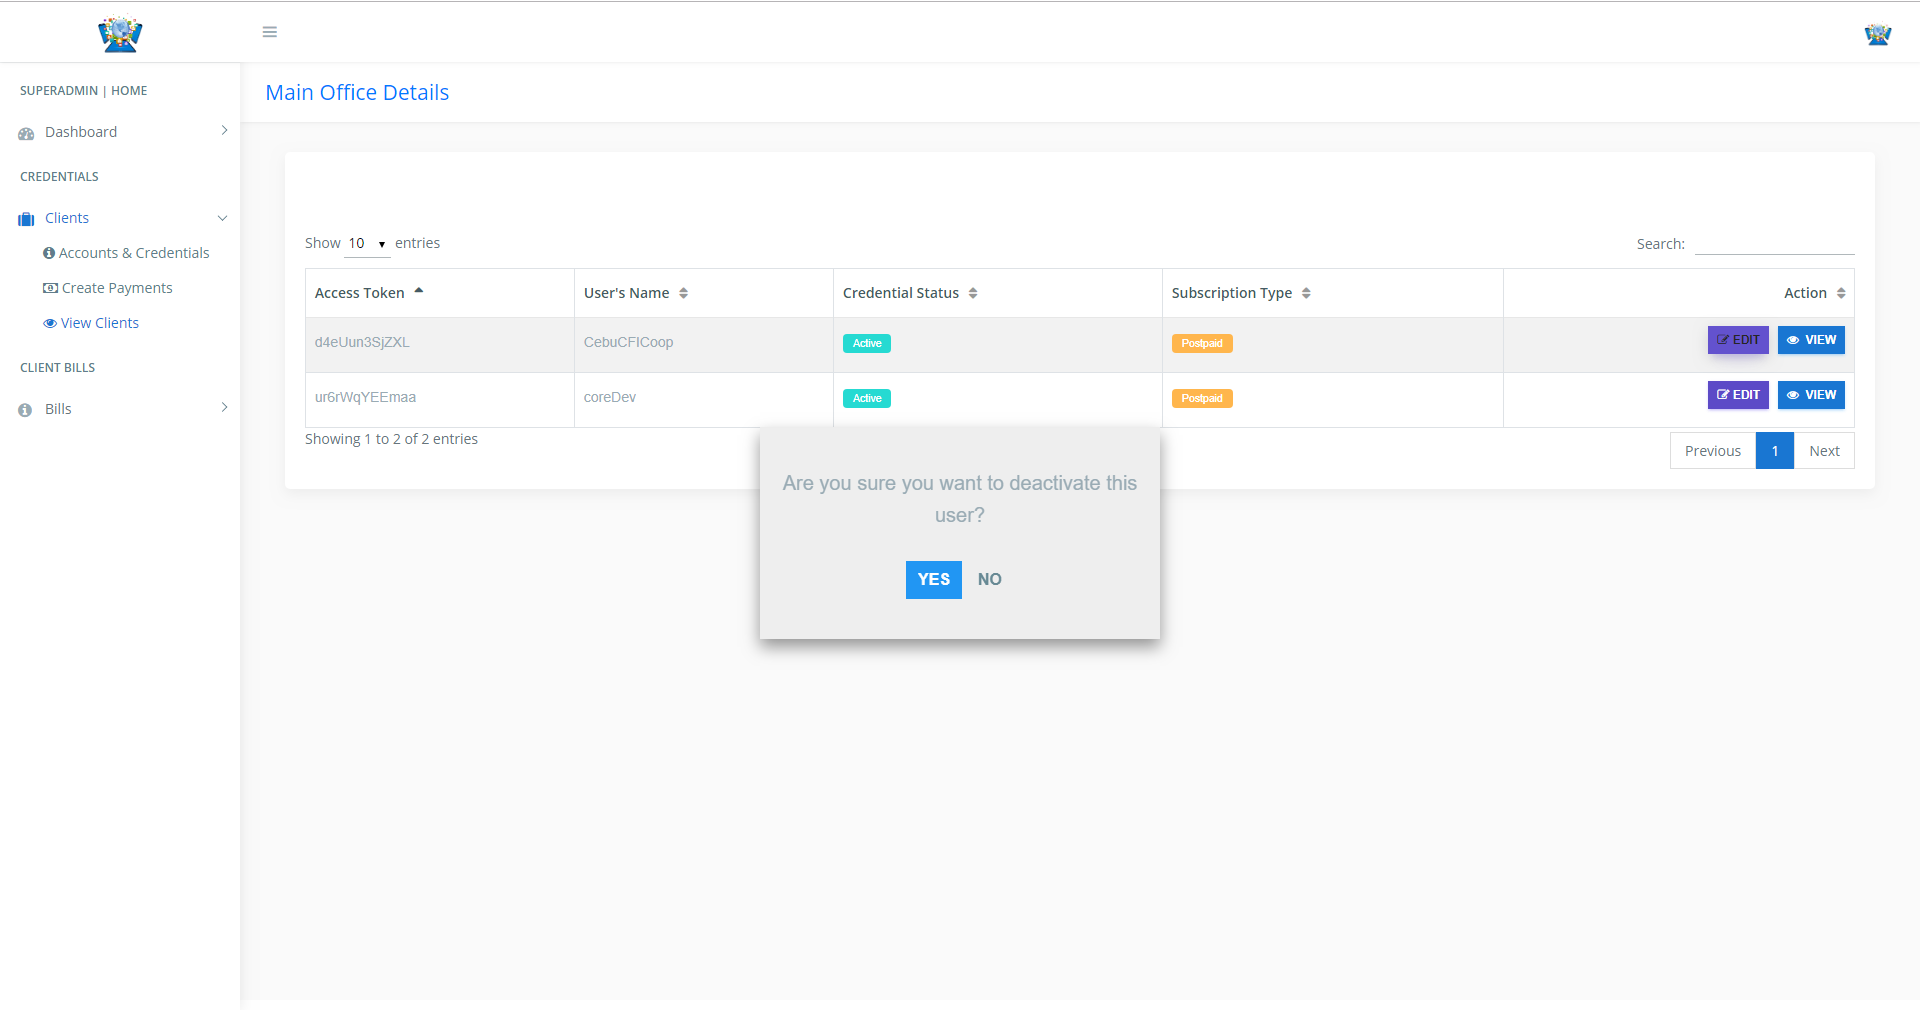 SUPERADMIN | HOME
Dashboard
CREDENTIALS
Clients
Accounts & Credentials
Create Payments
View Clients
CLIENT BILLS
Bills
Main Office Details
Show 10 entries
Search:
Access Token User's Name Credential Status Subscription Type Action
d4eUun3SjZXL CebuCFICoop Active Postpaid EDIT VIEW
ur6rWqYEEmaa coreDev Active Postpaid EDIT VIEW
Showing 1 to 2 of 2 entries
Previous 1 Next
Are you sure you want to deactivate this
user?
YES NO